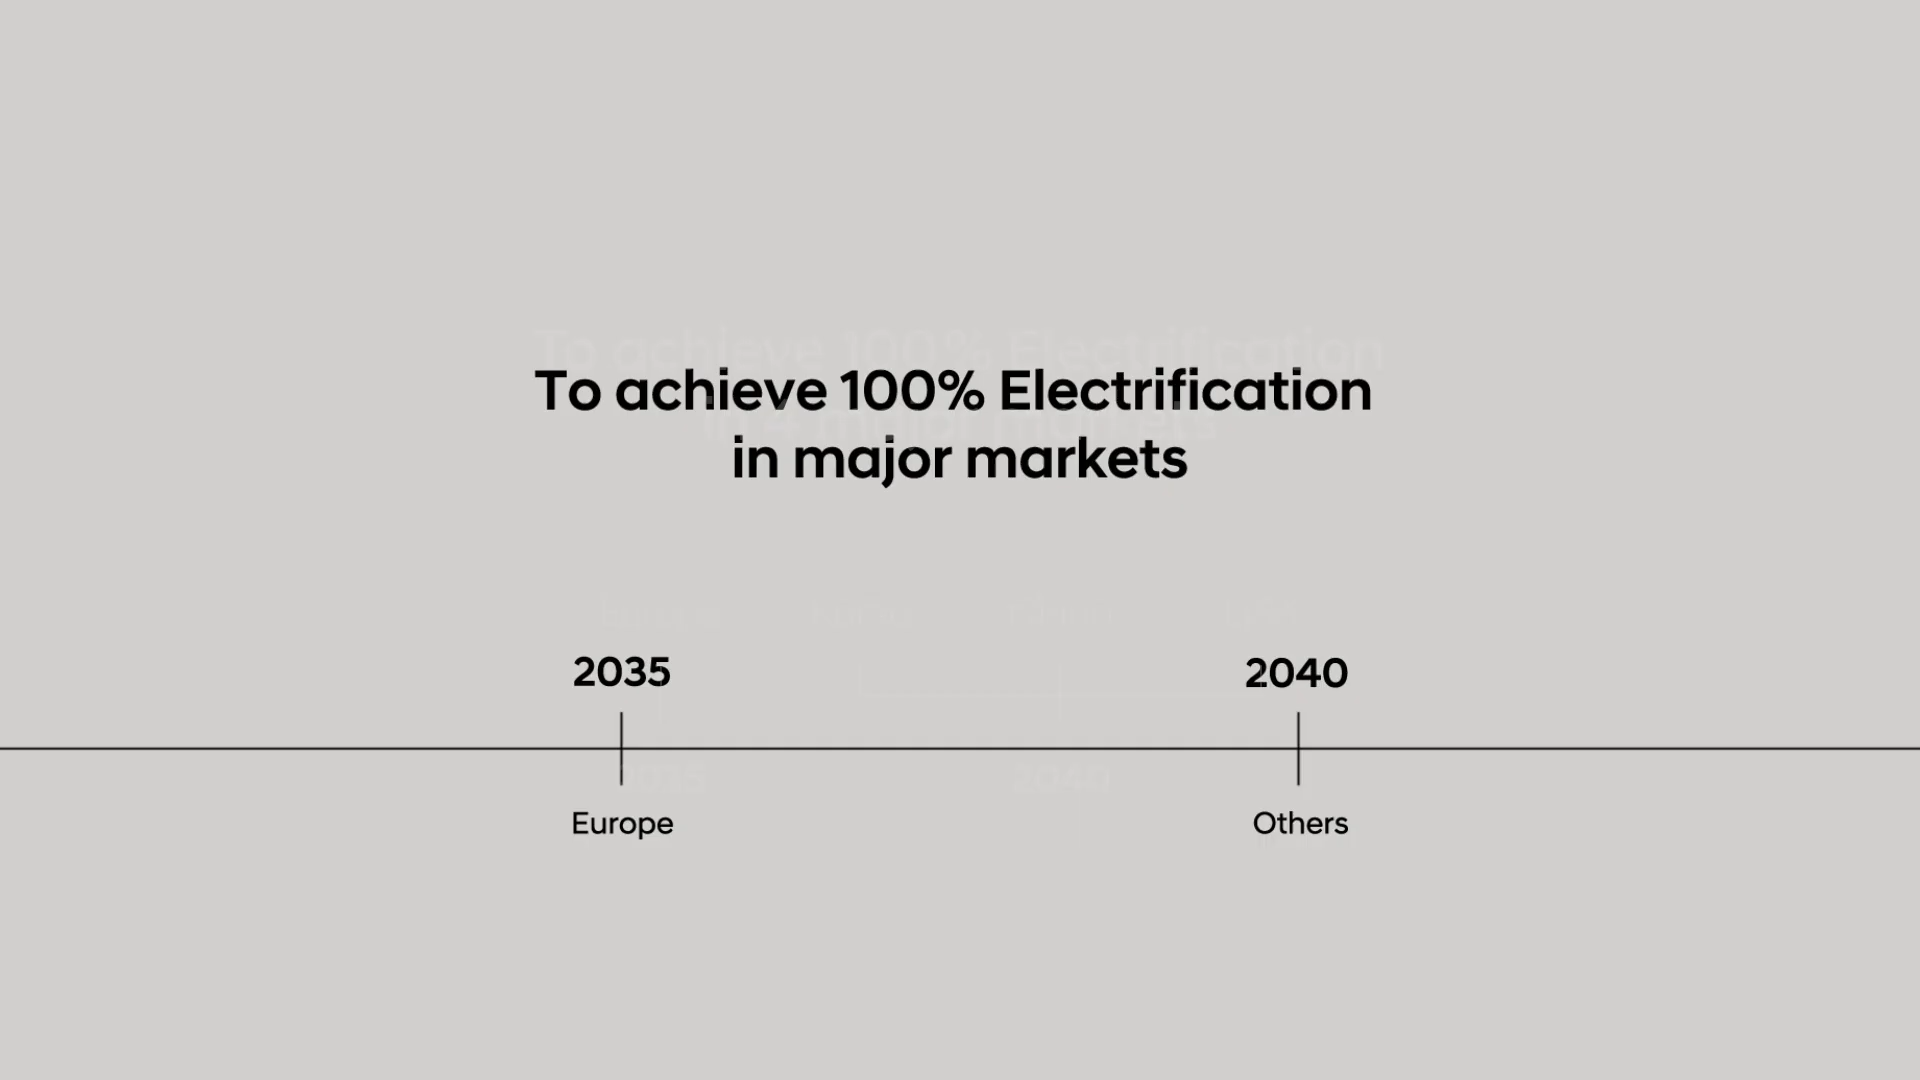 To achieve 100% Electrification
in major markets
2035
2040
Europe
Others